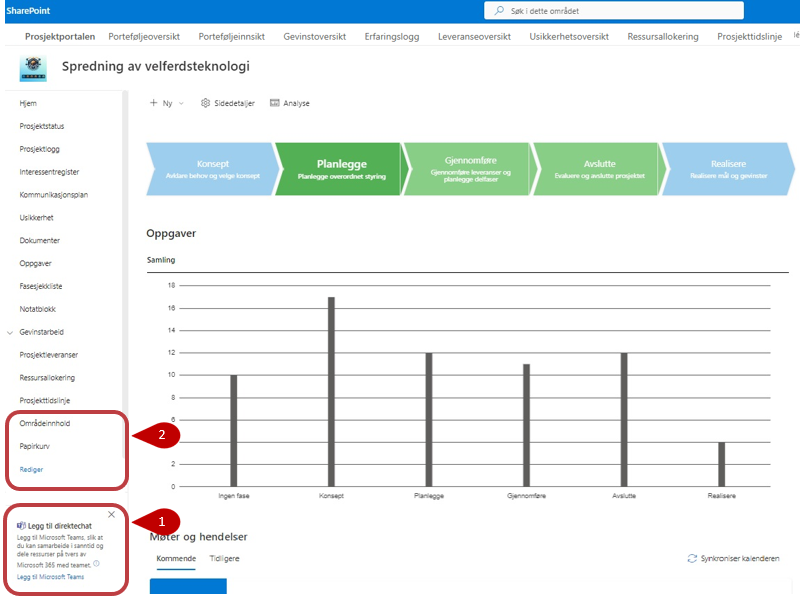 SharePoint
Søk i dette området
Prosjektportalen Porteføljeoversikt Porteføljeinnsikt Gevinstoversikt Erfaringslogg Leveranseoversikt Usikkerhetsoversikt Ressursallokering Prosjekttidslinje
Spredning av velferdsteknologi
Hjem
Prosjektstatus
Prosjektlogg
Interessentregister
Kommunikasjonsplan
Usikkerhet
Dokumenter
Oppgaver
Fasesjekkliste
Notatblokk
Gevinstarbeid
Prosjektleveranser
Ressursallokering
Prosjekttidslinje
Områdeinnhold
Papirkurv
Rediger
2
Legg til direktechat
Legg til Microsoft Teams, slik at
du kan samarbeide i sanntid og
dele ressurser på tvers av
Microsoft 365 med teamet.
Legg til Microsoft Teams
1
+ Ny Sidedetaljer Analyse
Konsept
Avklare behov og velge konsept
Planlegge
Planlegge overordnet styring
Gjennomføre
Gjennomføre leveranser og
planlegge delfaser
Avslutte
Evaluere og avslutte prosjektet
Realisere
Realisere mål og gevinster
Oppgaver
Samling
18
16
14
12
10
8
6
2
0
Ingen fase Konsept Planlegge Gjennomføre Avslutte Realisere
Møter og hendelser
Kommende Tidligere Synkroniser kalenderen